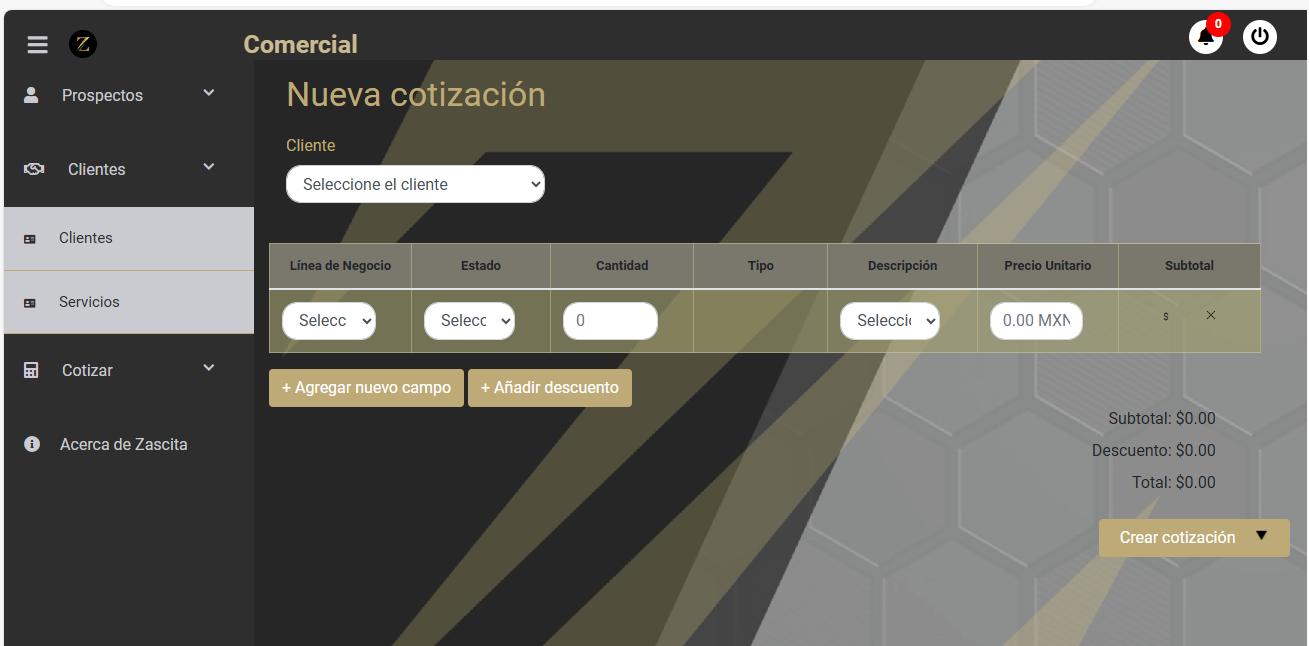 Z
Comercial
0
Prospectos
Clientes
Clientes
Servicios
Cotizar
Acerca de Zascita
Nueva cotización
Cliente
Seleccione el cliente
Línea de Negocio Estado Cantidad Tipo Descripción Precio Unitario Subtotal
Selecc Selecc 0 Selecci 0.00 MXN $
+ Agregar nuevo campo + Añadir descuento
Subtotal: $0.00
Descuento: $0.00
Total: $0.00
Crear cotización